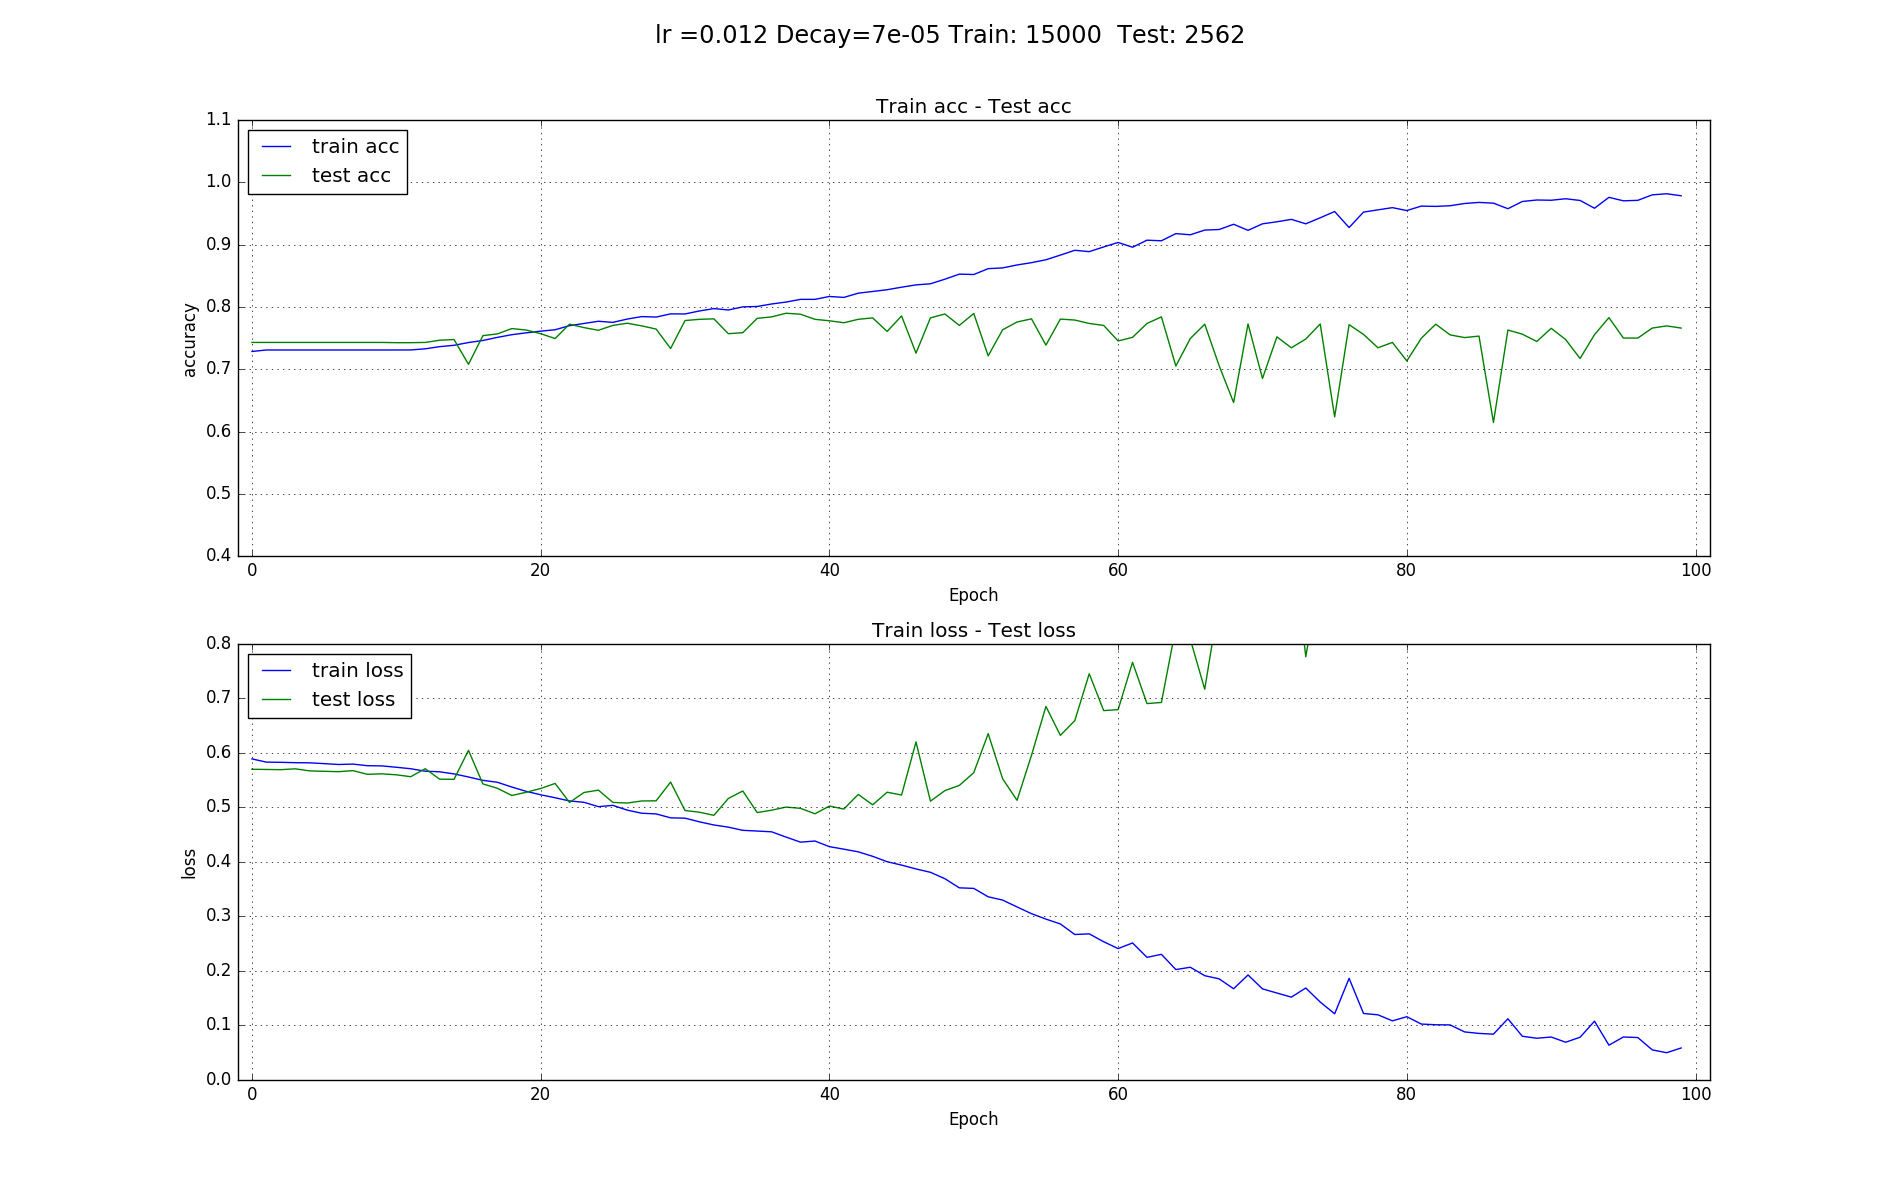 lr =0.012 Decay=7e-05 Train: 15000  Test: 2562
Train acc - Test acc
1.1
1.0
0.9
0.8
0.7
0.6
0.5
0.4
accuracy
train acc
test acc
0 20 40 60 80 100
Epoch
Train loss - Test loss
0.8
0.7
0.6
0.5
0.4
0.3
0.2
0.1
0.0
loss
train loss
test loss
0 20 40 60 80 100
Epoch